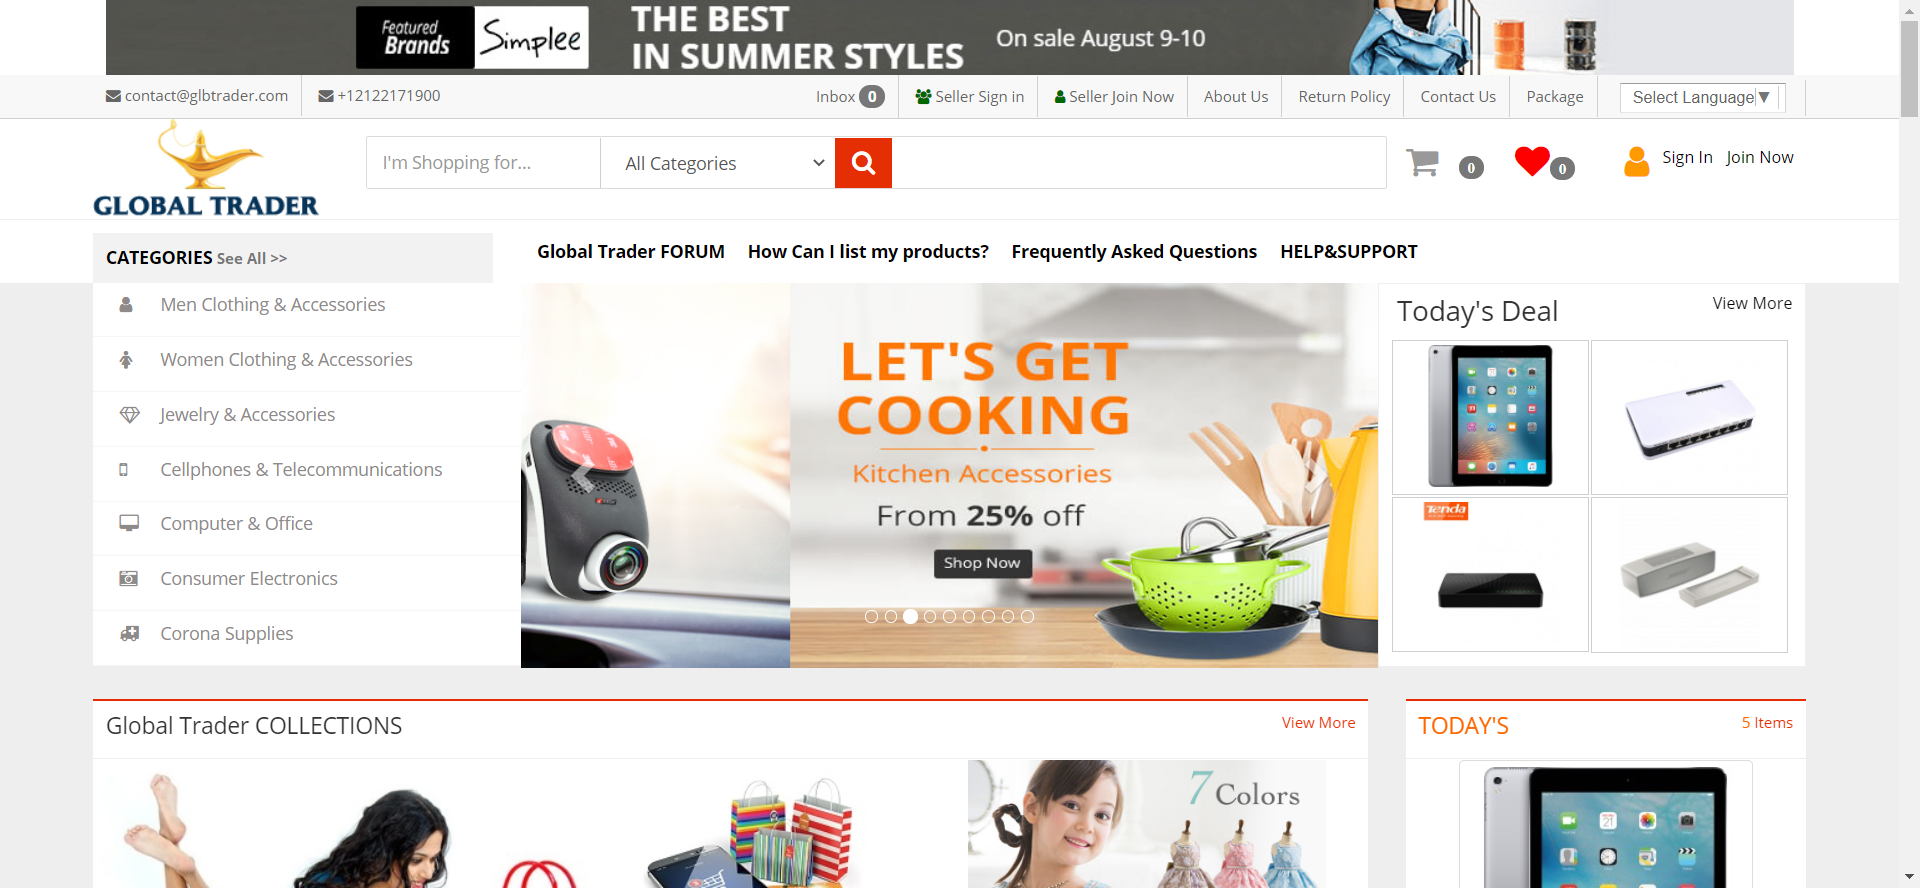 Featured
Brands
Simplee
THE BEST
IN SUMMER STYLES
On sale August 9-10
contact@glbtrader.com
+12122171900
Inbox 0
Seller Sign in
Seller Join Now
About Us
Return Policy
Contact Us
Package
Select Language▼
GLOBAL TRADER
I'm Shopping for...
All Categories
0
0
Sign In
Join Now
CATEGORIES See All >>
Global Trader FORUM
How Can I list my products?
Frequently Asked Questions
HELP&SUPPORT
Men Clothing & Accessories
Women Clothing & Accessories
Jewelry & Accessories
Cellphones & Telecommunications
Computer & Office
Consumer Electronics
Corona Supplies
LET'S GET
COOKING
Kitchen Accessories
From 25% off
Shop Now
Today's Deal
View More
Tenda
Global Trader COLLECTIONS
View More
7 Colors
TODAY'S
5 Items